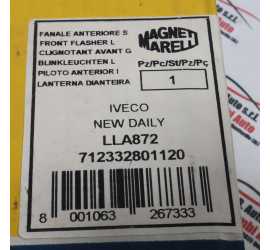 FANALE ANTERIORE S
FRONT FLASHER L
CLIGNOTANT AVANT G
BLINKLEUCHTEN L
PILOTO ANTERIOR I
LANTERNA DIANTEIRA
MAGNETI
MARELLI
Pz/Pc/St/Pz/Pç
1
IVECO
NEW DAILY
LLA872
712332801120
8 001063 267333